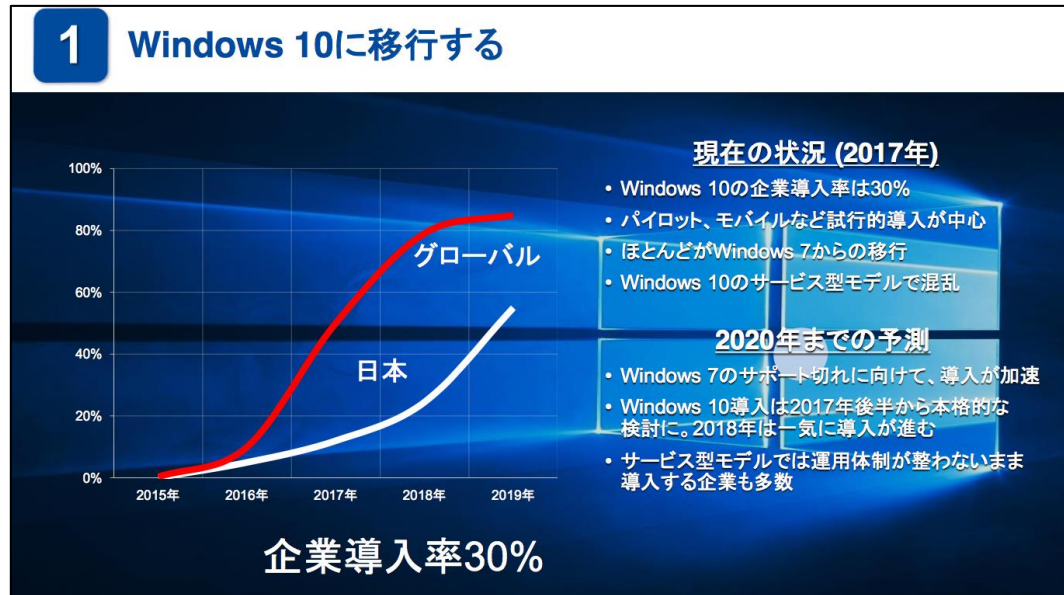 1 Windows 10に移行する
100%
80%
60%
40%
20%
0%
グローバル
日本
2015年 2016年 2017年 2018年 2019年
企業導入率30%
現在の状況 (2017年)
• Windows 10の企業導入率は30%
• パイロット、モバイルなど試行的導入が中心
• ほとんどがWindows 7からの移行
• Windows 10のサービス型モデルで混乱
2020年までの予測
• Windows 7のサポート切れに向けて、導入が加速
• Windows 10導入は2017年後半から本格的な
検討に。2018年は一気に導入が進む
• サービス型モデルでは運用体制が整わないまま
導入する企業も多数